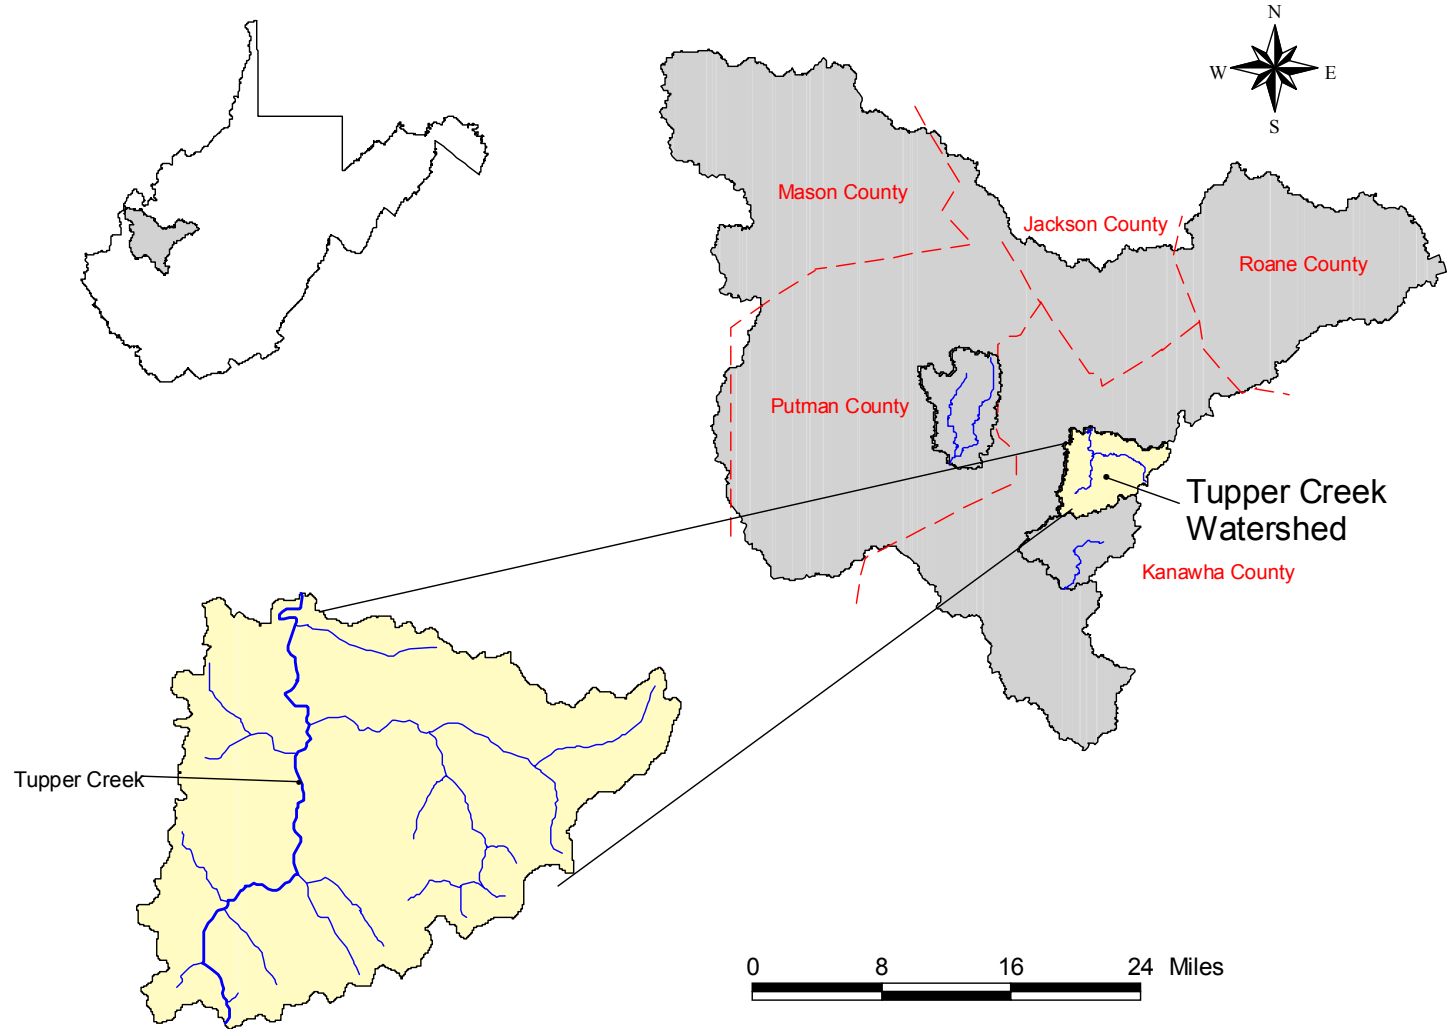 N
W
E
S
Mason County
Jackson County
Roane County
Putman County
Tupper Creek
Watershed
Kanawha County
Tupper Creek
0 8 16 24 Miles